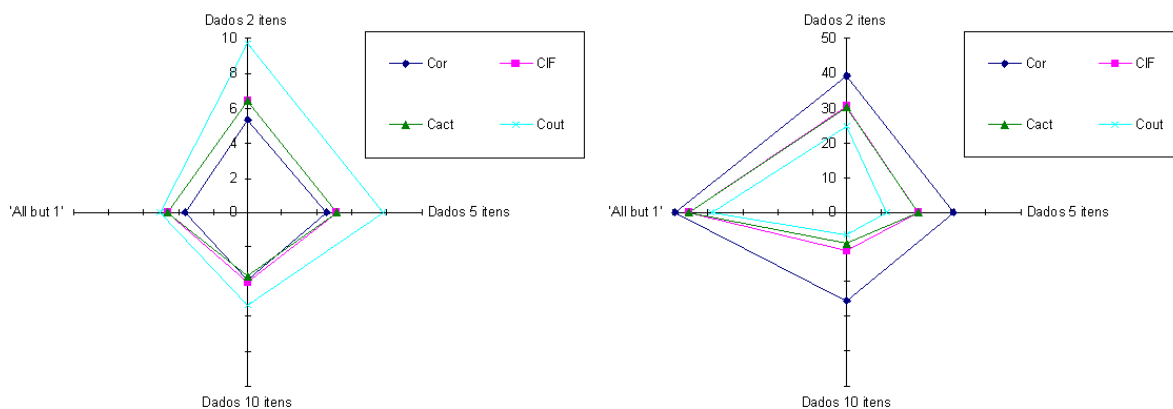 Dados 2 itens
10
8
6
4
2
0
'All but 1'
Dados 5 itens
Dados 10 itens
Cor
CIF
Cact
Cout
Dados 2 itens
50
40
30
20
10
0
'All but 1'
Dados 5 itens
Dados 10 itens
Cor
CIF
Cact
Cout